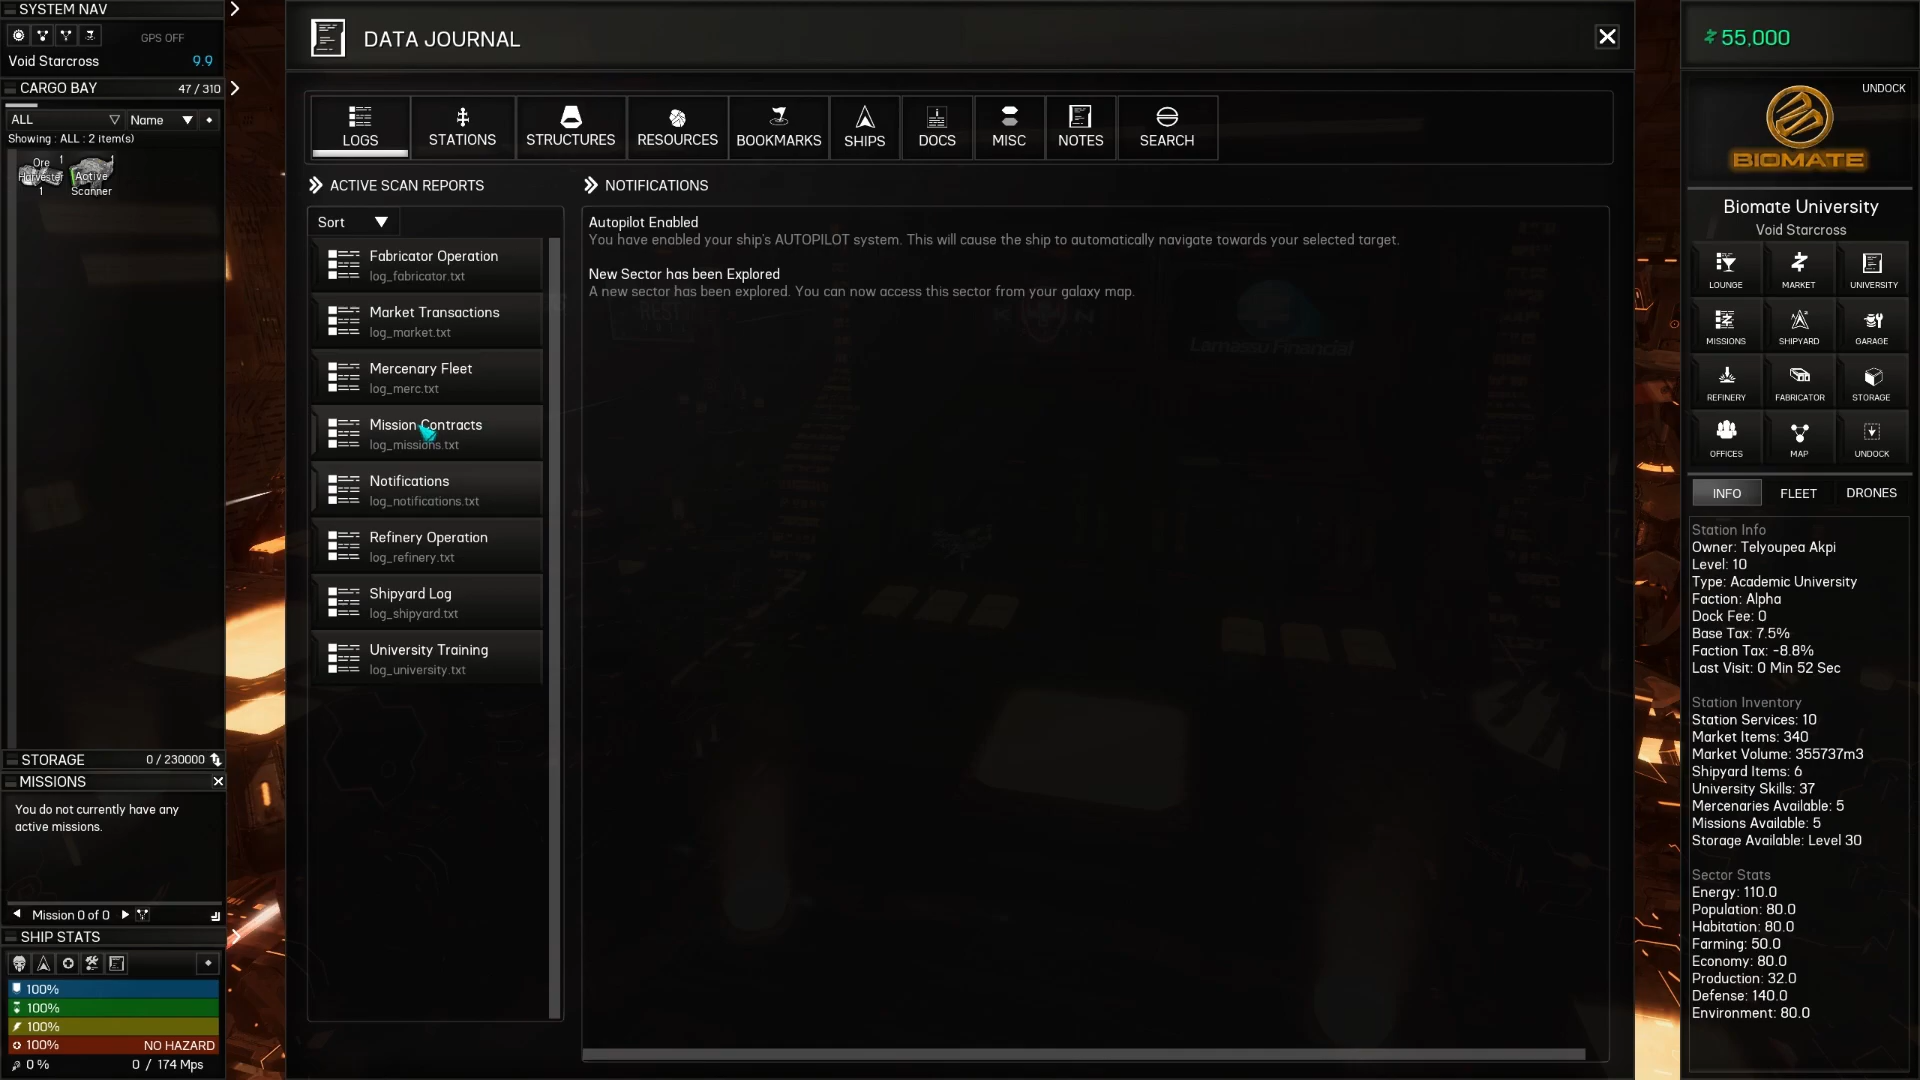 SYSTEM NAV
GPS OFF
Void Starcross 9.9
CARGO BAY 47 / 310
ALL Name
Showing : ALL : 2 item(s)
Ore Harvester 1
1
Active Scanner 1
STORAGE 0 / 230000
MISSIONS
You do not currently have any
active missions.
Mission 0 of 0
SHIP STATS
100%
100%
100%
100% NO HAZARD
0 % 0 / 174 Mps
DATA JOURNAL
LOGS STATIONS STRUCTURES RESOURCES BOOKMARKS SHIPS DOCS MISC NOTES SEARCH
ACTIVE SCAN REPORTS
Sort
Fabricator Operation
log_fabricator.txt
Market Transactions
log_market.txt
Mercenary Fleet
log_merc.txt
Mission Contracts
log_missions.txt
Notifications
log_notifications.txt
Refinery Operation
log_refinery.txt
Shipyard Log
log_shipyard.txt
University Training
log_university.txt
NOTIFICATIONS
Autopilot Enabled
You have enabled your ship's AUTOPILOT system. This will cause the ship to automatically navigate towards your selected target.
New Sector has been Explored
A new sector has been explored. You can now access this sector from your galaxy map.
REST
Lamassu Financial
55,000
UNDOCK
BIOMATE
Biomate University
Void Starcross
LOUNGE MARKET UNIVERSITY
MISSIONS SHIPYARD GARAGE
REFINERY FABRICATOR STORAGE
OFFICES MAP UNDOCK
INFO FLEET DRONES
Station Info
Owner: Telyoupea Akpi
Level: 10
Type: Academic University
Faction: Alpha
Dock Fee: 0
Base Tax: 7.5%
Faction Tax: -8.8%
Last Visit: 0 Min 52 Sec
Station Inventory
Station Services: 10
Market Items: 340
Market Volume: 355737m3
Shipyard Items: 6
University Skills: 37
Mercenaries Available: 5
Missions Available: 5
Storage Available: Level 30
Sector Stats
Energy: 110.0
Population: 80.0
Habitation: 80.0
Farming: 50.0
Economy: 80.0
Production: 32.0
Defense: 140.0
Environment: 80.0